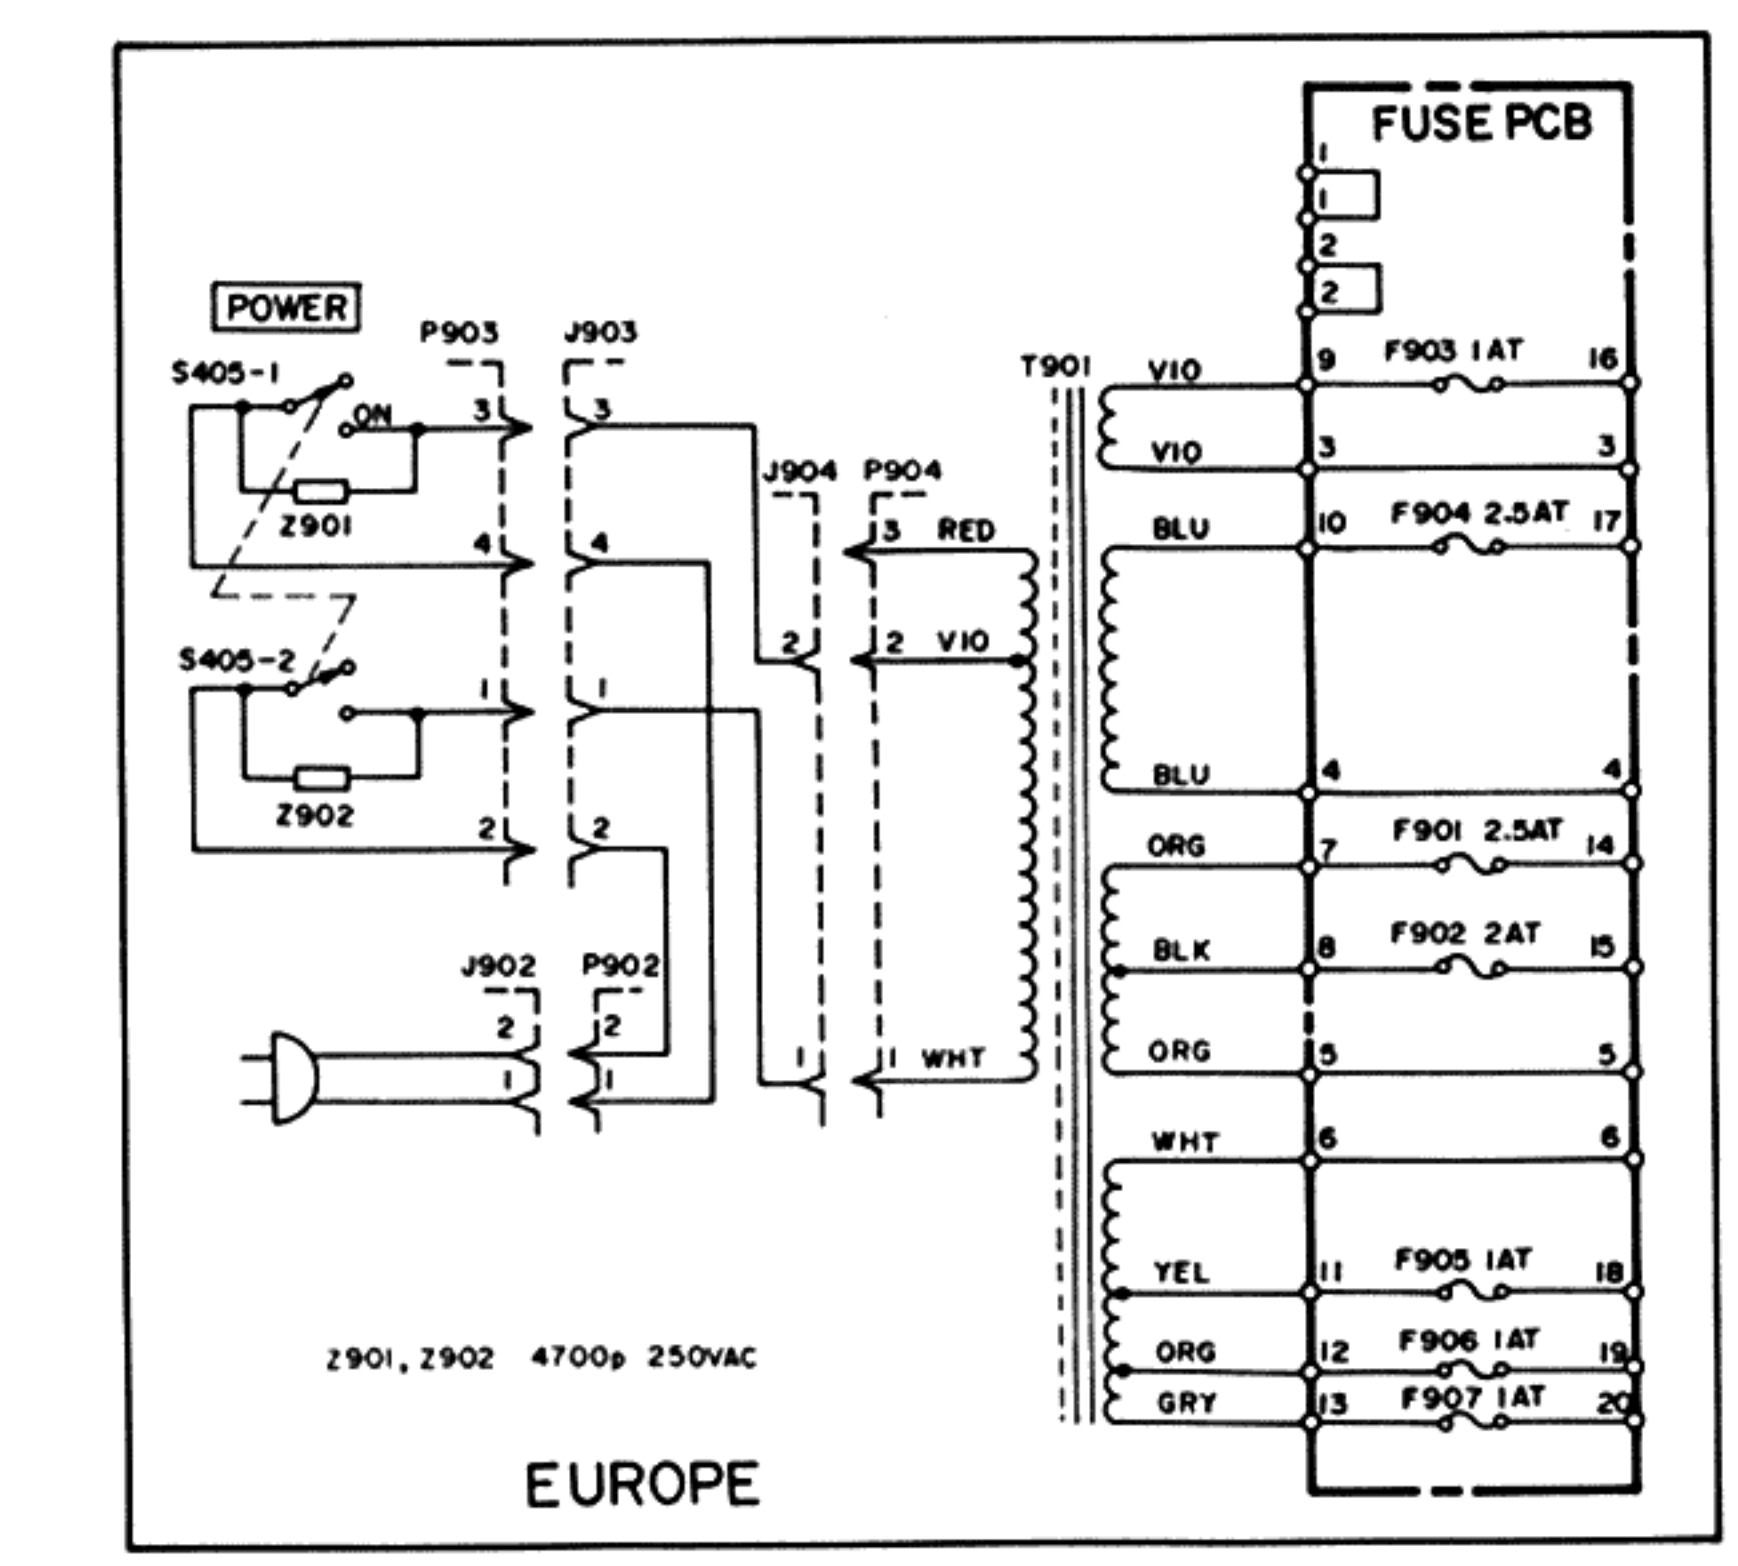 FUSE PCB
1
1
2
2
POWER
P903 J903
S405-1
ON
3 3
Z901
4 4
S405-2
1 1
Z902
2 2
J902 P902
2 2
1 1
J904 P904
3 RED
2 2 VIO
1 1 WHT
T901
VIO 9 F903 1AT 16
VIO 3 3
BLU 10 F904 2.5AT 17
BLU 4 4
ORG 7 F901 2.5AT 14
BLK 8 F902 2AT 15
ORG 5 5
WHT 6 6
YEL 11 F905 1AT 18
ORG 12 F906 1AT 19
GRY 13 F907 1AT 20
Z901, Z902 4700p 250VAC
EUROPE